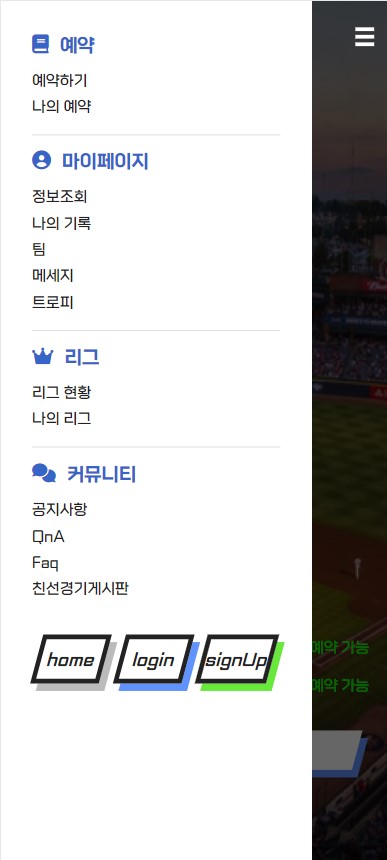 예약
예약하기
나의 예약
마이페이지
정보조회
나의 기록
팀
메세지
트로피
리그
리그 현황
나의 리그
커뮤니티
공지사항
QnA
Faq
친선경기게시판
home login signUp
예약 가능
예약 가능